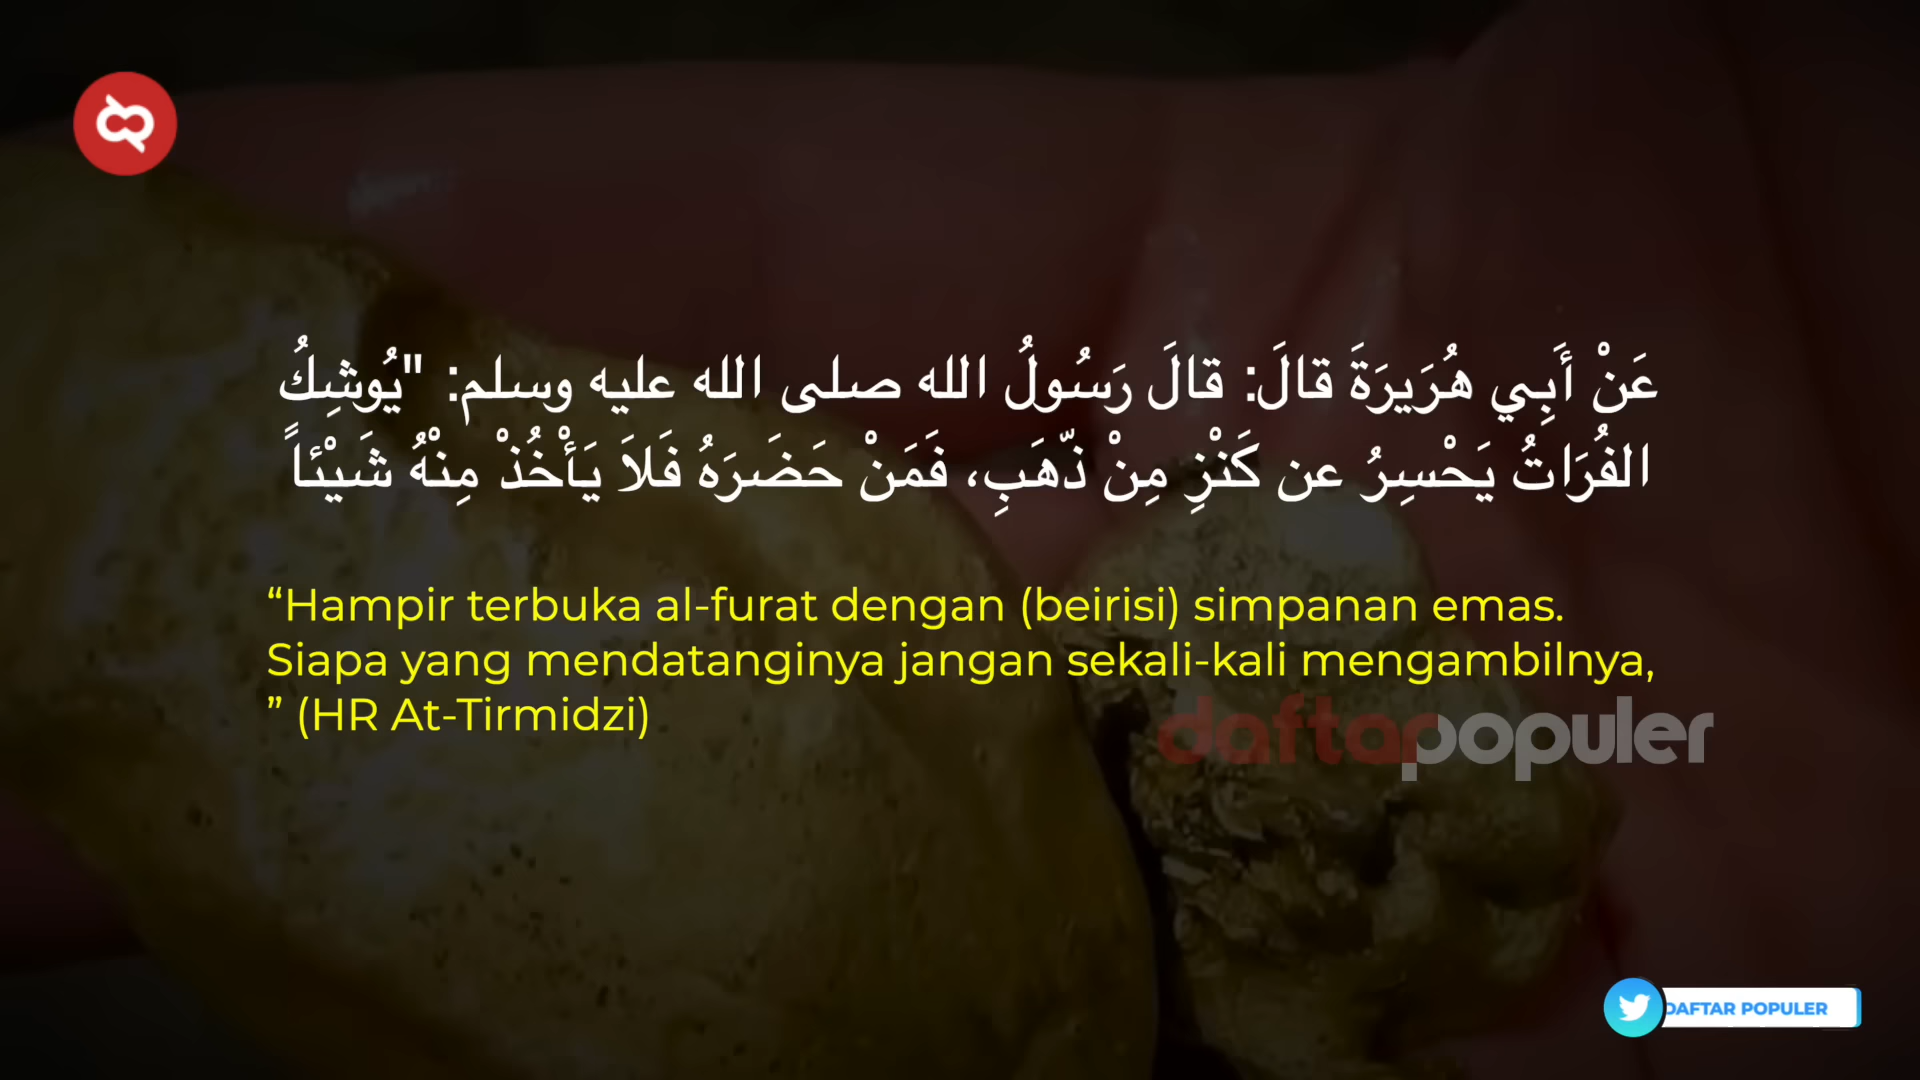 عَنْ أَبِي هُرَيرَةَ قالَ: قالَ رَسُولُ الله صلى الله عليه وسلم: "يُوشِكُ
الفُرَاتُ يَحْسِرُ عن كَنْزِ مِنْ ذّهَبِ، فَمَنْ حَضَرَهُ فَلاَ يَأْخُذْ مِنْهُ شَيْئاً
“Hampir terbuka al-furat dengan (beirisi) simpanan emas.
Siapa yang mendatanginya jangan sekali-kali mengambilnya,
” (HR At-Tirmidzi)
daftarpopuler
DAFTAR POPULER